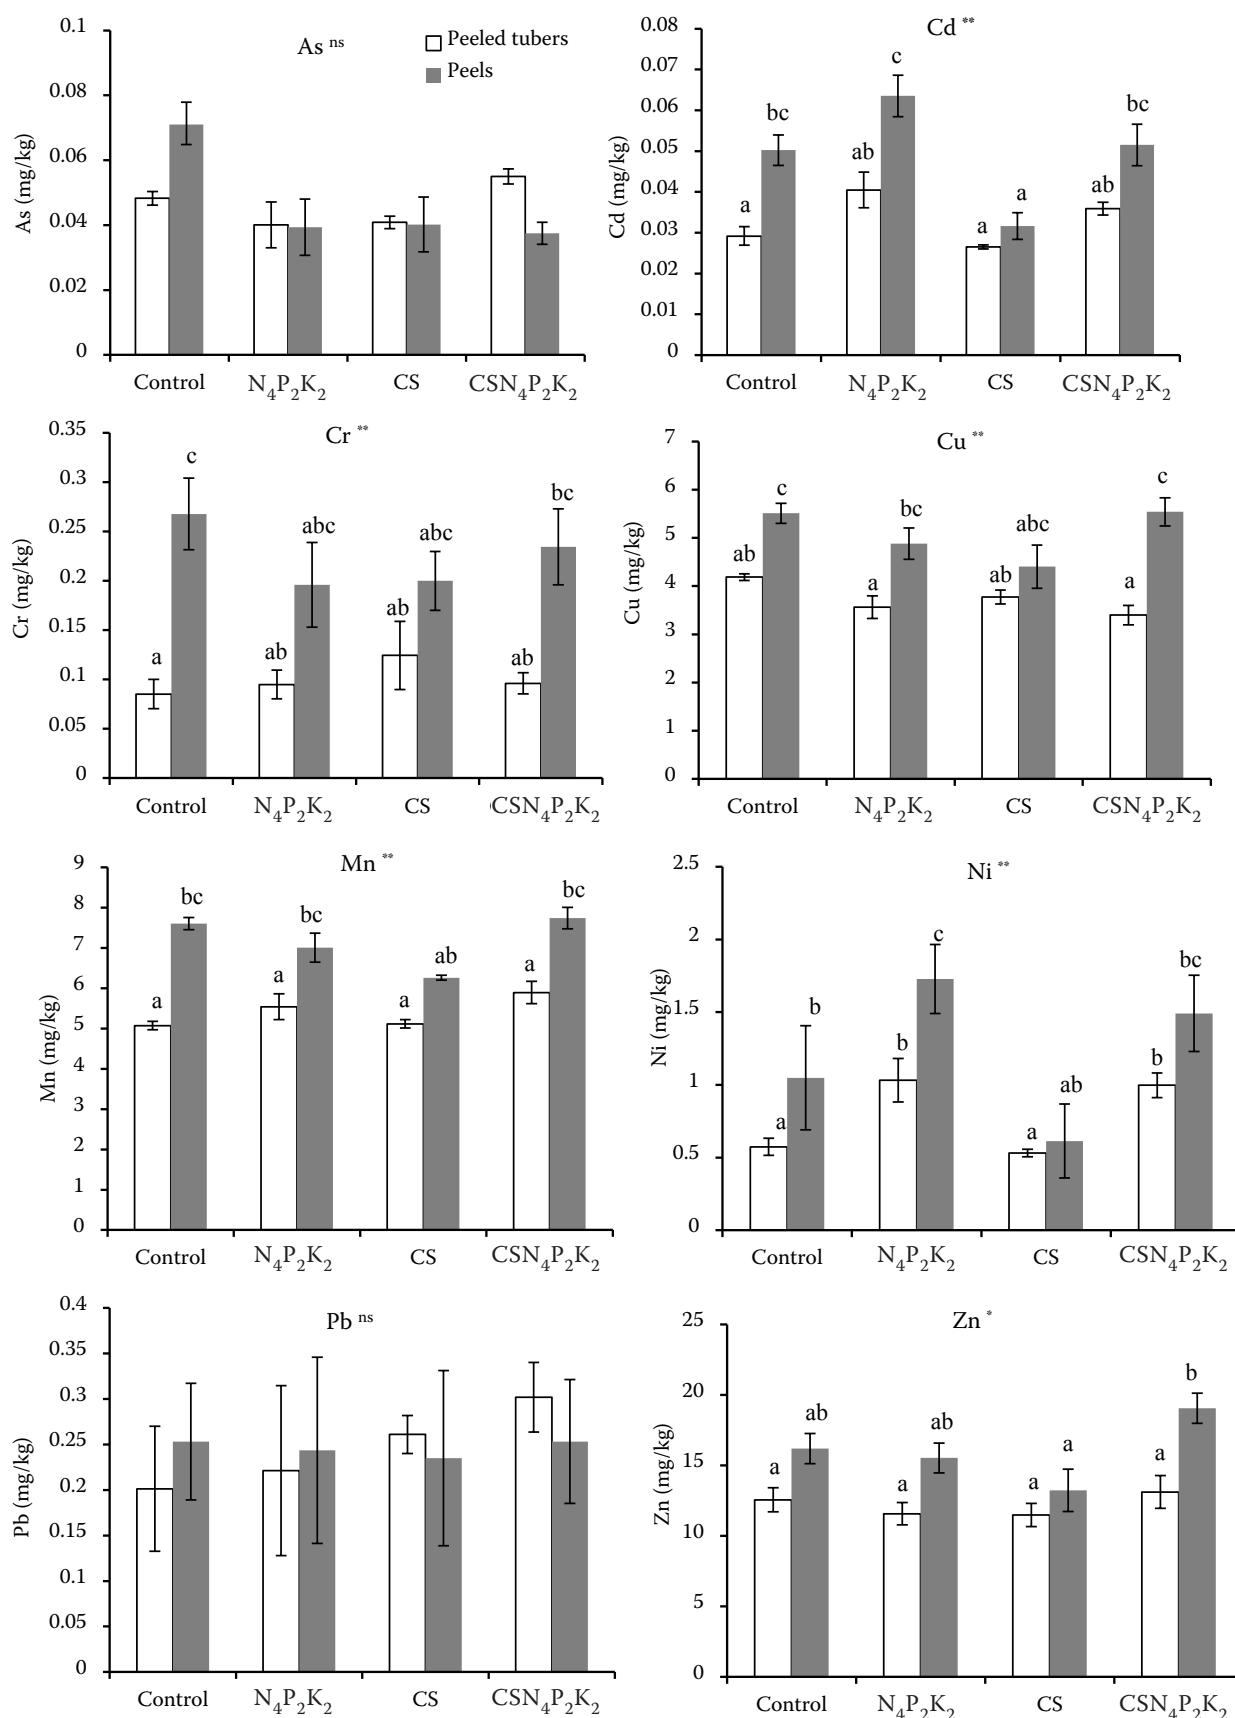 As ns
Peeled tubers
Peels
As (mg/kg)
0.1
0.08
0.06
0.04
0.02
0
Control
N4P2K2
CS
CSN4P2K2
Cd **
Cd (mg/kg)
0.08
0.07
0.06
0.05
0.04
0.03
0.02
0.01
0
a
bc
ab
c
a
a
ab
bc
Control
N4P2K2
CS
CSN4P2K2
Cr **
Cr (mg/kg)
0.35
0.3
0.25
0.2
0.15
0.1
0.05
0
a
c
ab
abc
ab
abc
ab
bc
Control
N4P2K2
CS
CSN4P2K2
Cu **
Cu (mg/kg)
7
6
5
4
3
2
1
0
ab
c
a
bc
ab
abc
a
c
Control
N4P2K2
CS
CSN4P2K2
Mn **
Mn (mg/kg)
9
8
7
6
5
4
3
2
1
0
a
bc
a
bc
a
ab
a
bc
Control
N4P2K2
CS
CSN4P2K2
Ni **
Ni (mg/kg)
2.5
2
1.5
1
0.5
0
a
b
b
c
a
ab
b
bc
Control
N4P2K2
CS
CSN4P2K2
Pb ns
Pb (mg/kg)
0.4
0.35
0.3
0.25
0.2
0.15
0.1
0.05
0
Control
N4P2K2
CS
CSN4P2K2
Zn *
Zn (mg/kg)
25
20
15
10
5
0
a
ab
a
ab
a
a
a
b
Control
N4P2K2
CS
CSN4P2K2